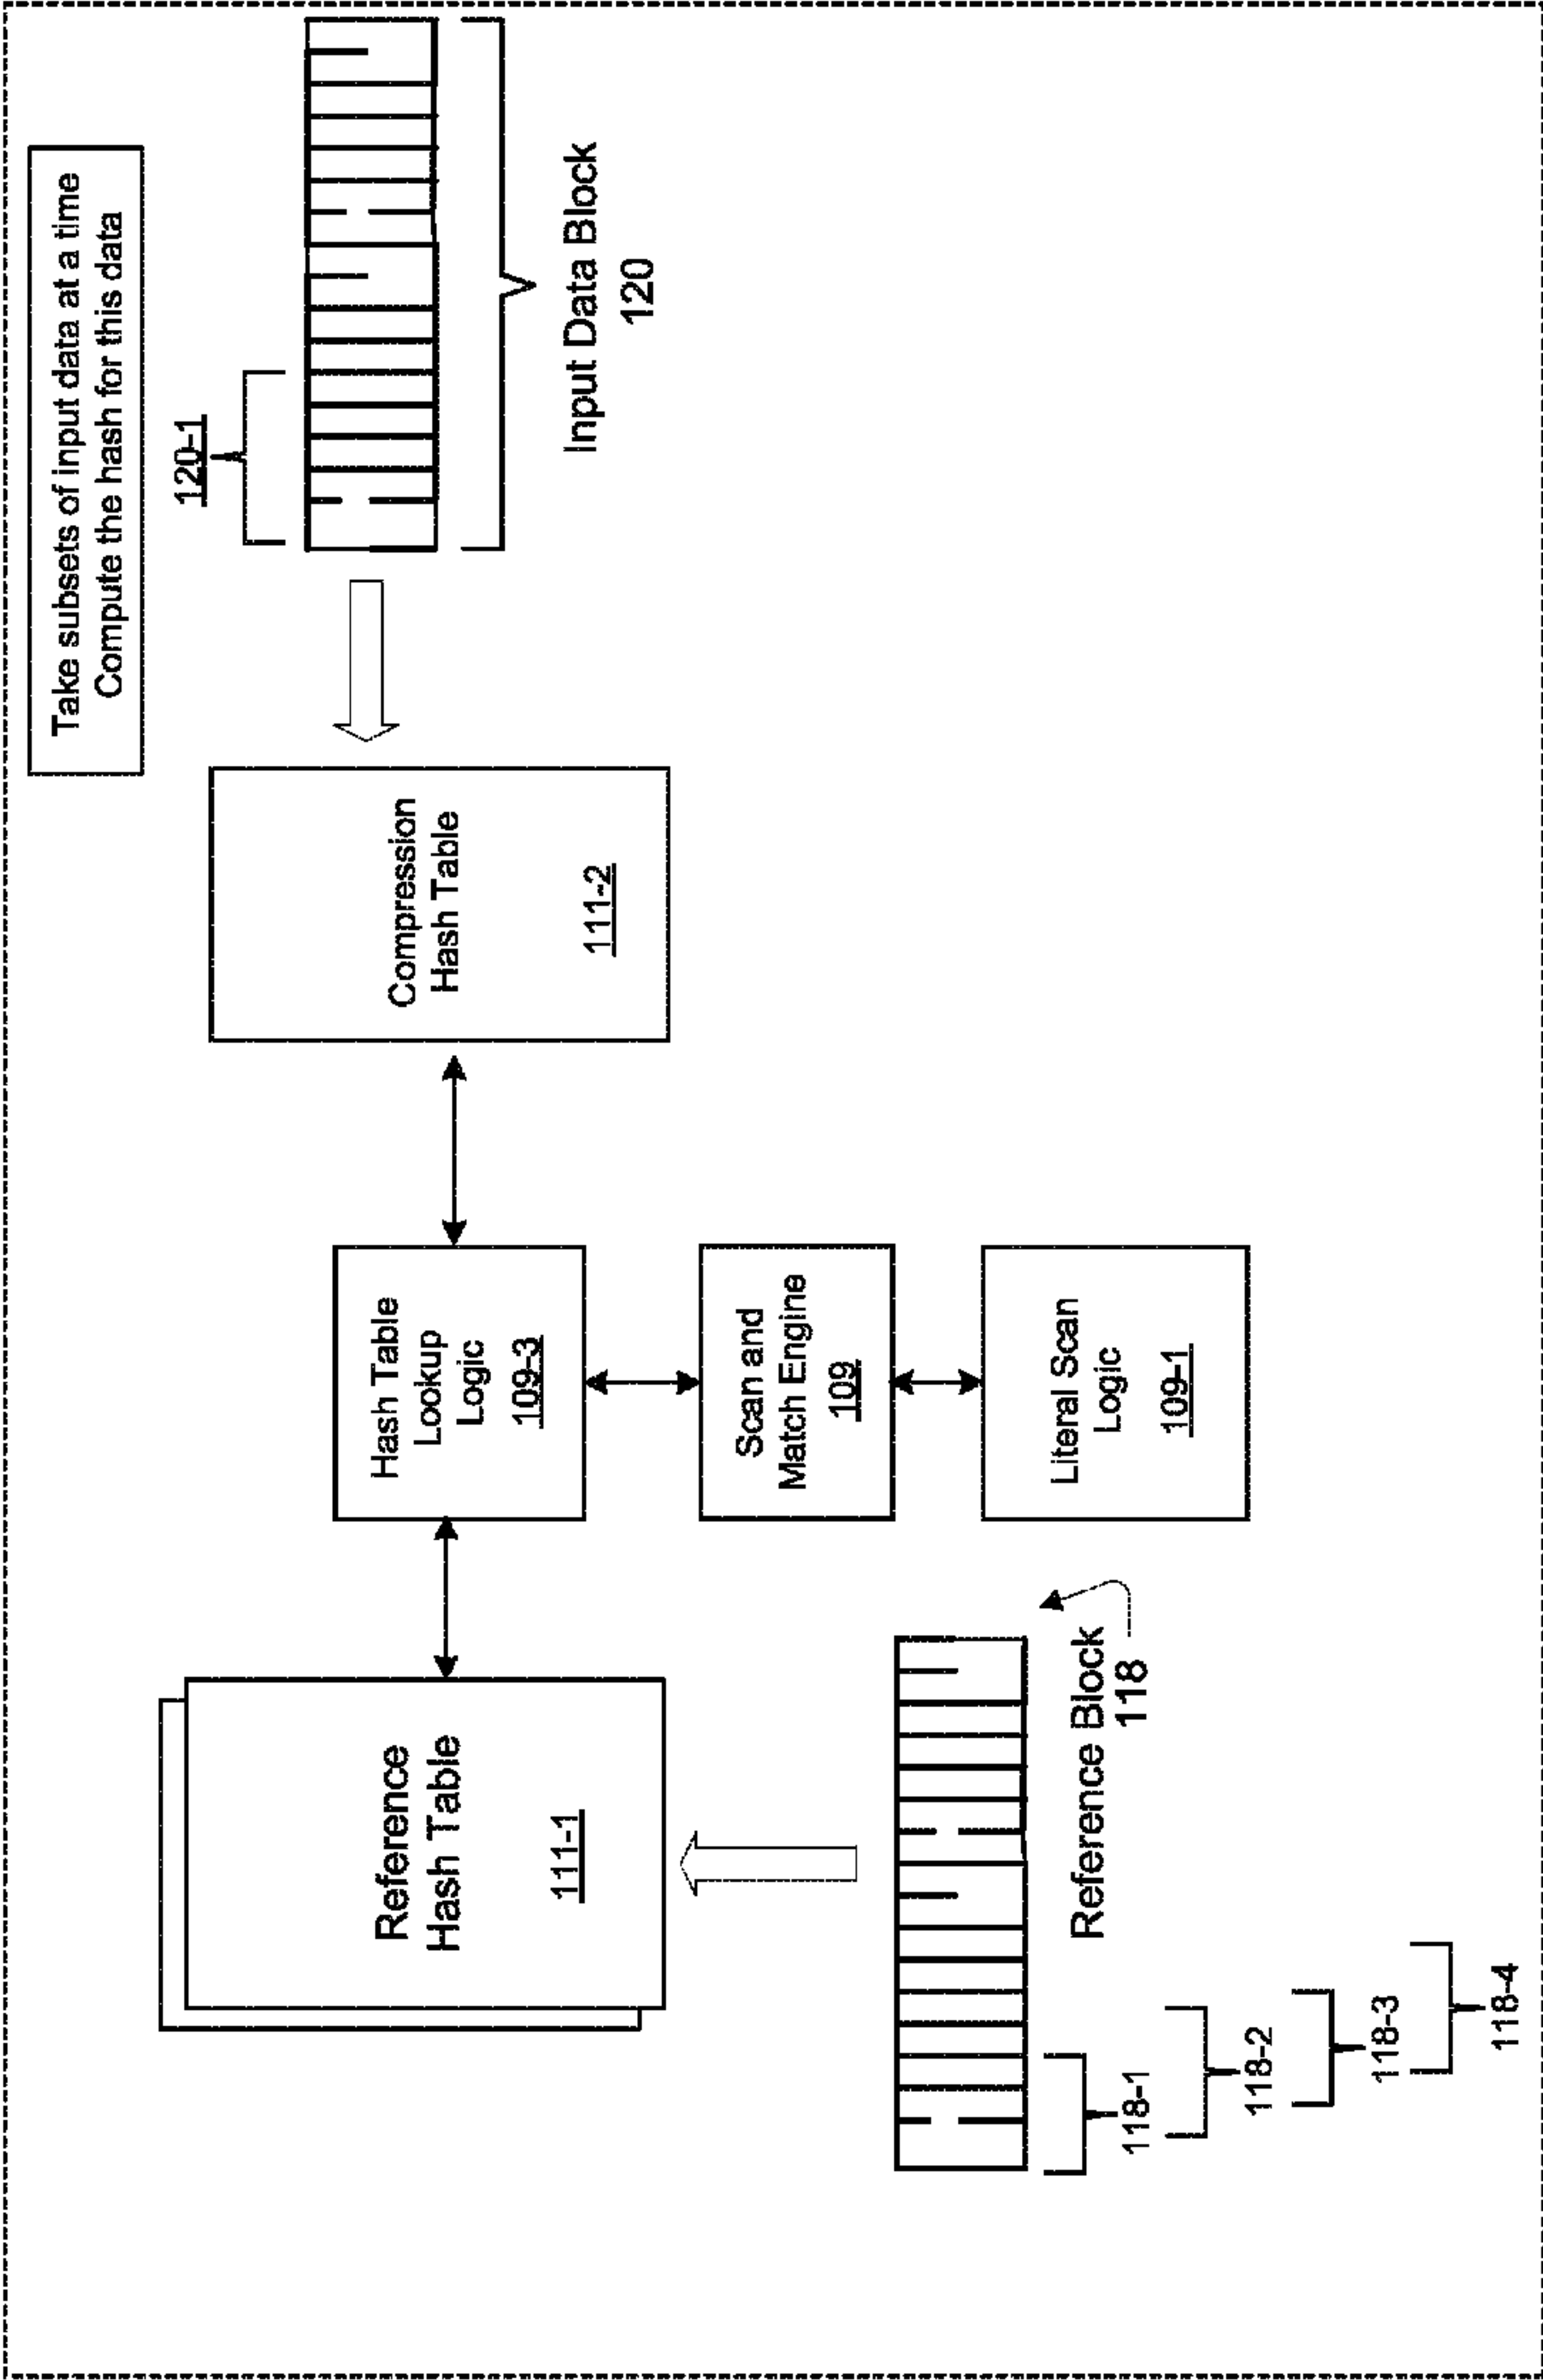 Take subsets of input data at a time
Compute the hash for this data
120-1
Input Data Block
120
Compression
Hash Table
111-2
Hash Table
Lookup
Logic
109-3
Scan and
Match Engine
109
Literal Scan
Logic
109-1
Reference
Hash Table
111-1
Reference Block
118
118-1
118-2
118-3
118-4